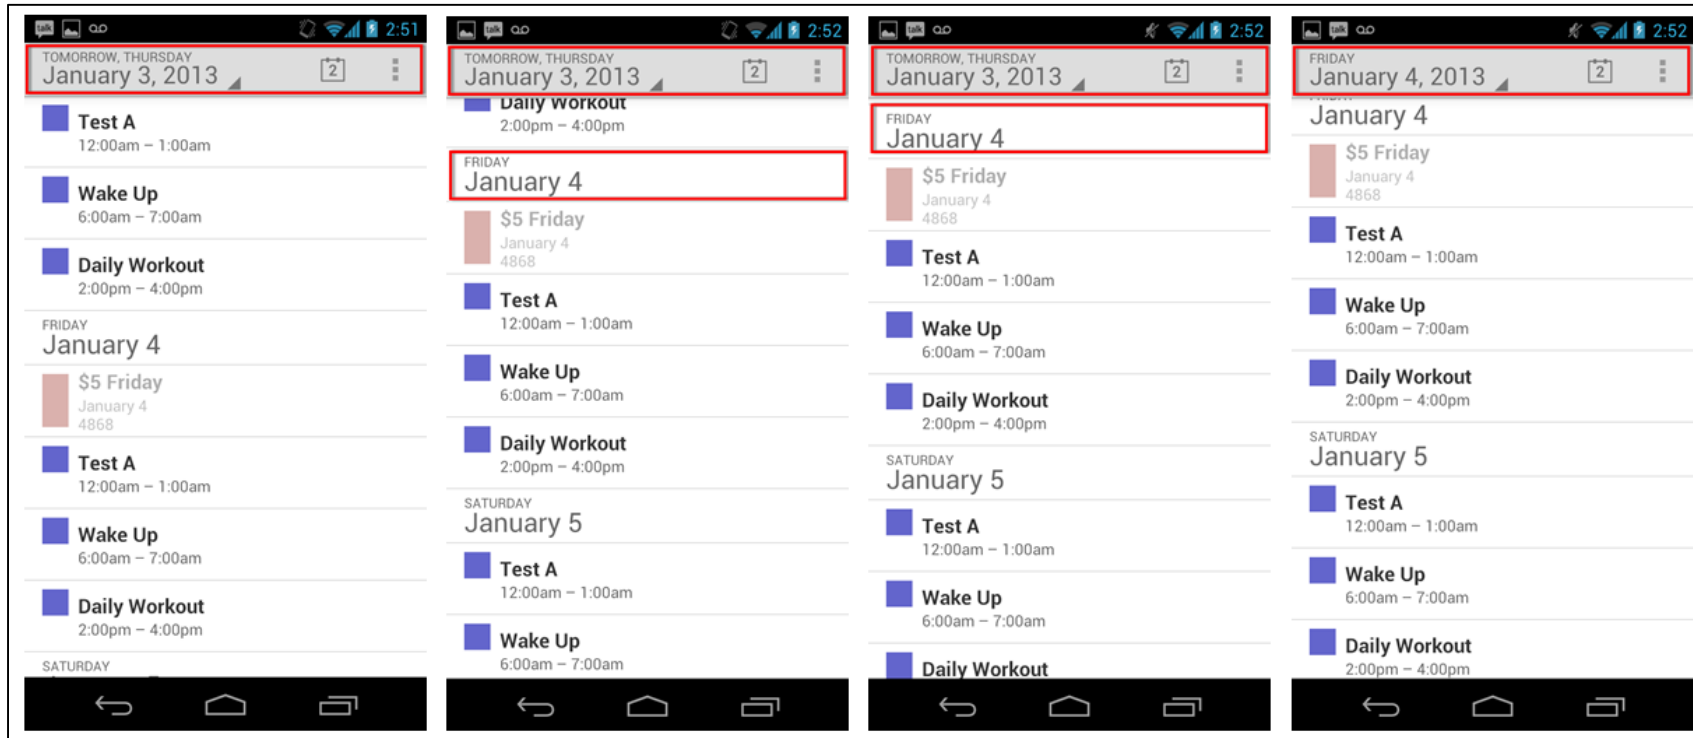 talk
2:51
TOMORROW, THURSDAY
January 3, 2013
2
Test A
12:00am – 1:00am
Wake Up
6:00am – 7:00am
Daily Workout
2:00pm – 4:00pm
FRIDAY
January 4
$5 Friday
January 4
4868
Test A
12:00am – 1:00am
Wake Up
6:00am – 7:00am
Daily Workout
2:00pm – 4:00pm
SATURDAY
talk
2:52
TOMORROW, THURSDAY
January 3, 2013
2
Daily Workout
2:00pm – 4:00pm
FRIDAY
January 4
$5 Friday
January 4
4868
Test A
12:00am – 1:00am
Wake Up
6:00am – 7:00am
Daily Workout
2:00pm – 4:00pm
SATURDAY
January 5
Test A
12:00am – 1:00am
Wake Up
6:00am – 7:00am
talk
2:52
TOMORROW, THURSDAY
January 3, 2013
2
FRIDAY
January 4
$5 Friday
January 4
4868
Test A
12:00am – 1:00am
Wake Up
6:00am – 7:00am
Daily Workout
2:00pm – 4:00pm
SATURDAY
January 5
Test A
12:00am – 1:00am
Wake Up
6:00am – 7:00am
Daily Workout
talk
2:52
FRIDAY
January 4, 2013
2
January 4
$5 Friday
January 4
4868
Test A
12:00am – 1:00am
Wake Up
6:00am – 7:00am
Daily Workout
2:00pm – 4:00pm
SATURDAY
January 5
Test A
12:00am – 1:00am
Wake Up
6:00am – 7:00am
Daily Workout
2:00pm – 4:00pm